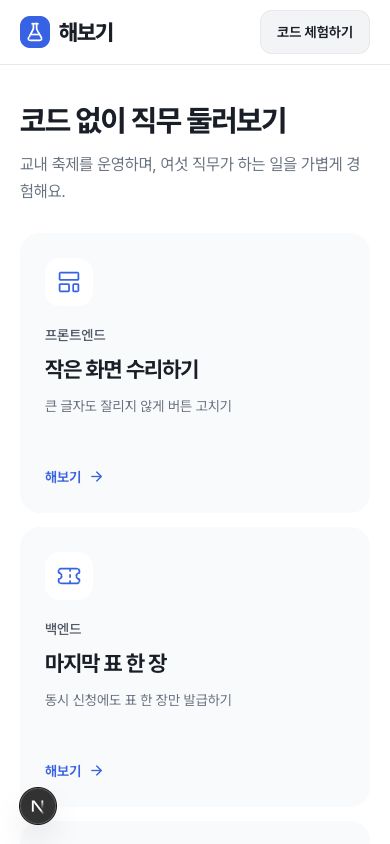 해보기
코드 체험하기
코드 없이 직무 둘러보기
교내 축제를 운영하며, 여섯 직무가 하는 일을 가볍게 경
험해요.
프론트엔드
작은 화면 수리하기
큰 글자도 잘리지 않게 버튼 고치기
해보기 →
백엔드
마지막 표 한 장
동시 신청에도 표 한 장만 발급하기
해보기 →
N